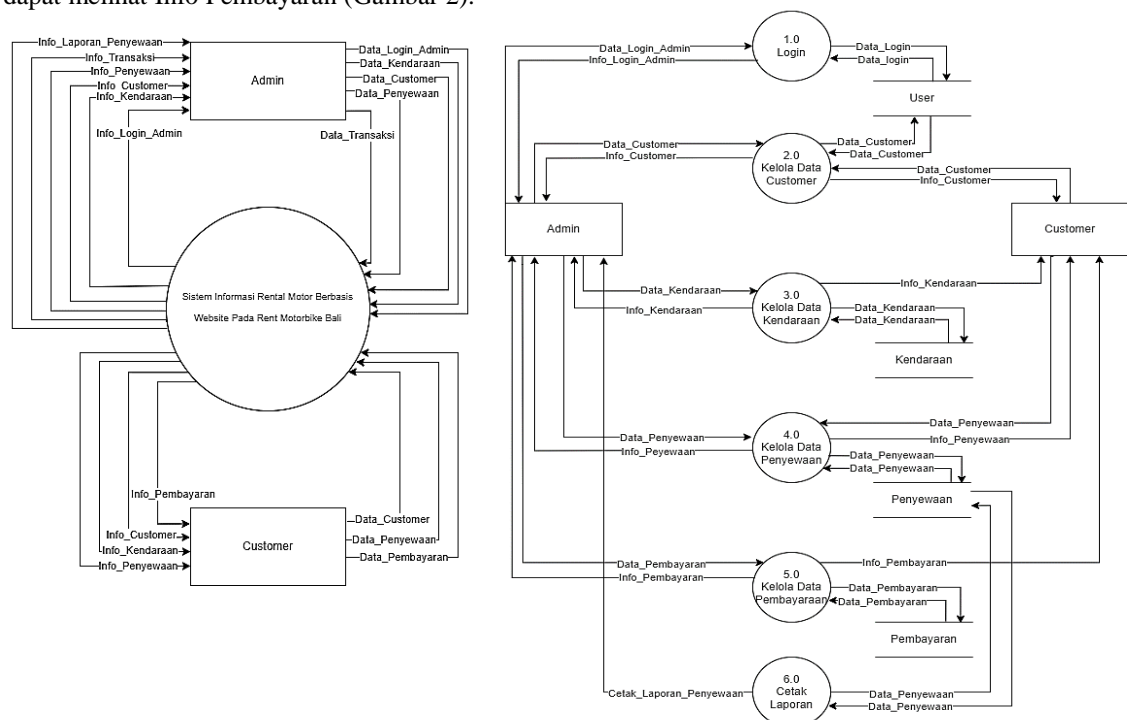 dapat melihat Info Pembayaran (Gambar 2).
Info_Laporan_Penyewaan
Info_Transaksi
Info_Penyewaan
Info_Customer
Info_Kendaraan
Info_Login_Admin
Admin
Data_Login_Admin
Data_Kendaraan
Data_Customer
Data_Penyewaan
Data_Transaksi
Sistem Informasi Rental Motor Berbasis
Website Pada Rent Motorbike Bali
Info_Pembayaran
Info_Customer
Info_Kendaraan
Info_Penyewaan
Customer
Data_Customer
Data_Penyewaan
Data_Pembayaran
Data_Login_Admin
Info_Login_Admin
1.0
Login
Data_Login
Data_login
User
Data_Customer
Info_Customer
2.0
Kelola Data
Customer
Data_Customer
Data_Customer
Data_Customer
Info_Customer
Admin
Customer
Data_Kendaraan
Info_Kendaraan
3.0
Kelola Data
Kendaraan
Info_Kendaraan
Data_Kendaraan
Data_Kendaraan
Kendaraan
Data_Penyewaan
Info_Peyewaan
4.0
Kelola Data
Penyewaan
Data_Penyewaan
Info_Penyewaan
Data_Penyewaan
Data_Penyewaan
Penyewaan
Data_Pembayaran
Info_Pembayaran
5.0
Kelola Data
Pembayaraan
Info_Pembayaran
Data_Pembayaran
Data_Pembayaran
Pembayaran
Cetak_Laporan_Penyewaan
6.0
Cetak
Laporan
Data_Penyewaan
Data_Penyewaan